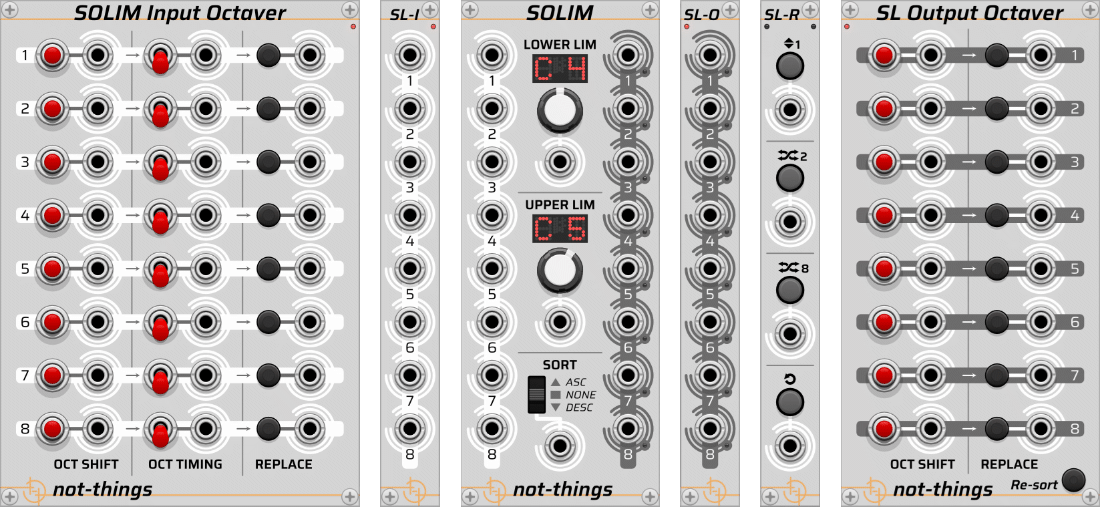 SOLIM Input Octaver
1
2
3
4
5
6
7
8
OCT SHIFT OCT TIMING REPLACE
not-things
SL-I
1
2
3
4
5
6
7
8
SOLIM
1
2
3
4
5
6
7
8
LOWER LIM
C 4
UPPER LIM
C 5
SORT
ASC
NONE
DESC
1
2
3
4
5
6
7
8
not-things
SL-O
1
2
3
4
5
6
7
8
SL-R
1
2
8
SL Output Octaver
1
2
3
4
5
6
7
8
OCT SHIFT REPLACE
not-things
Re-sort